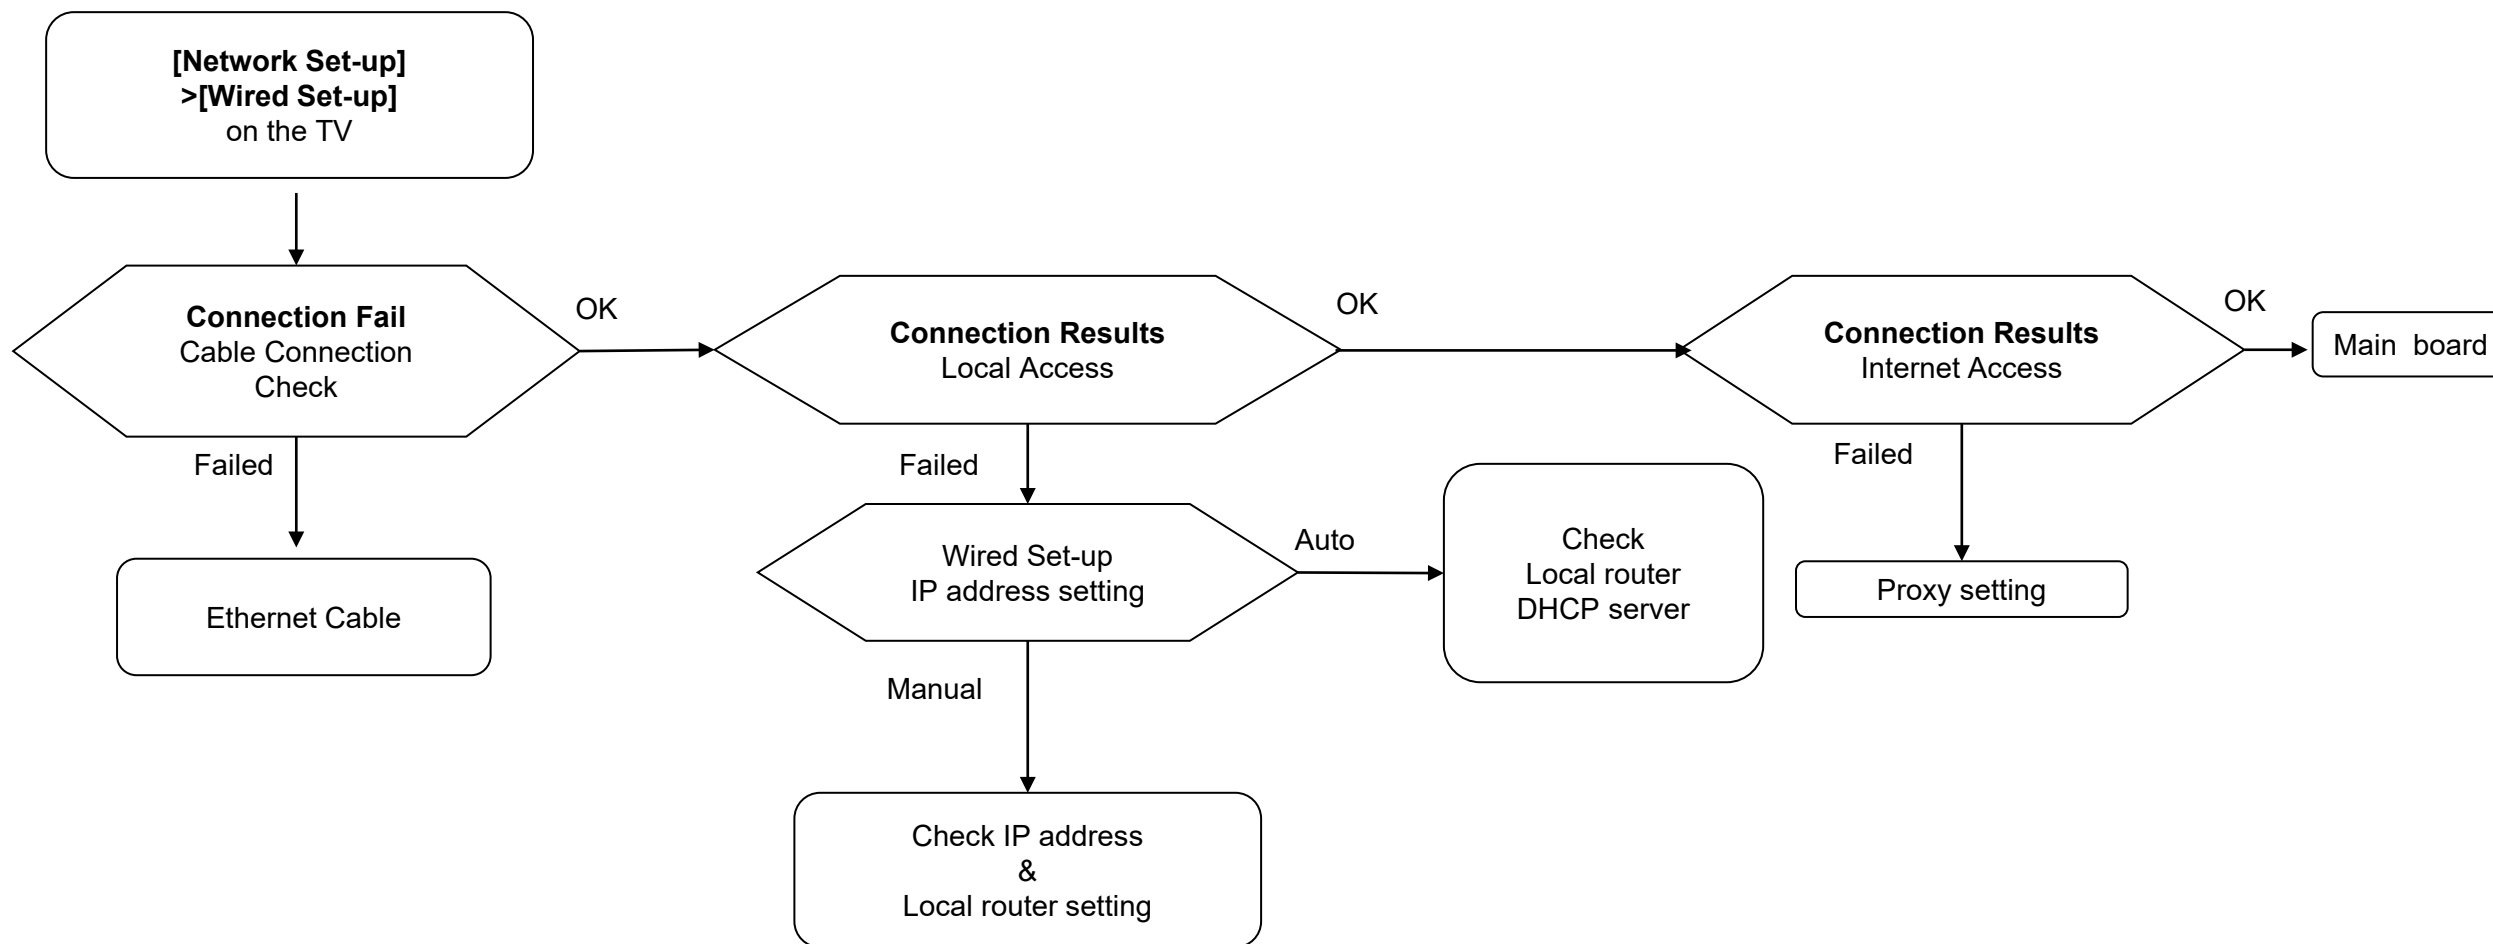 [Network Set-up]
>[Wired Set-up]
on the TV
Connection Fail
Cable Connection
Check
OK
Connection Results
Local Access
OK
Connection Results
Internet Access
OK
Main  board
Failed
Ethernet Cable
Failed
Wired Set-up
IP address setting
Auto
Check
Local router
DHCP server
Failed
Proxy setting
Manual
Check IP address
&
Local router setting